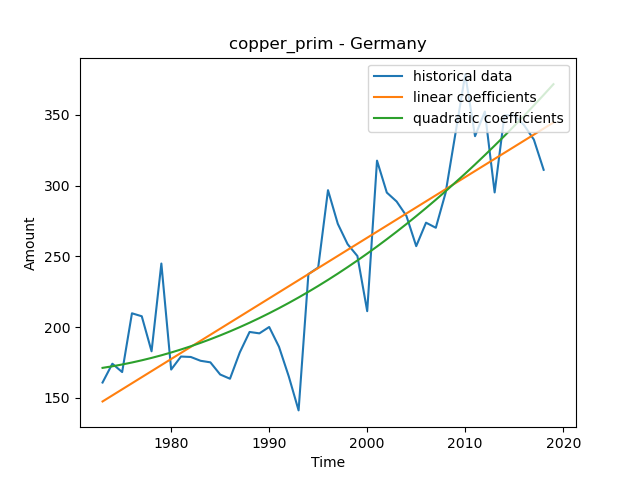 copper_prim - Germany
historical data
linear coefficients
quadratic coefficients
350
300
250
200
150
Amount
1980
1990
2000
2010
2020
Time